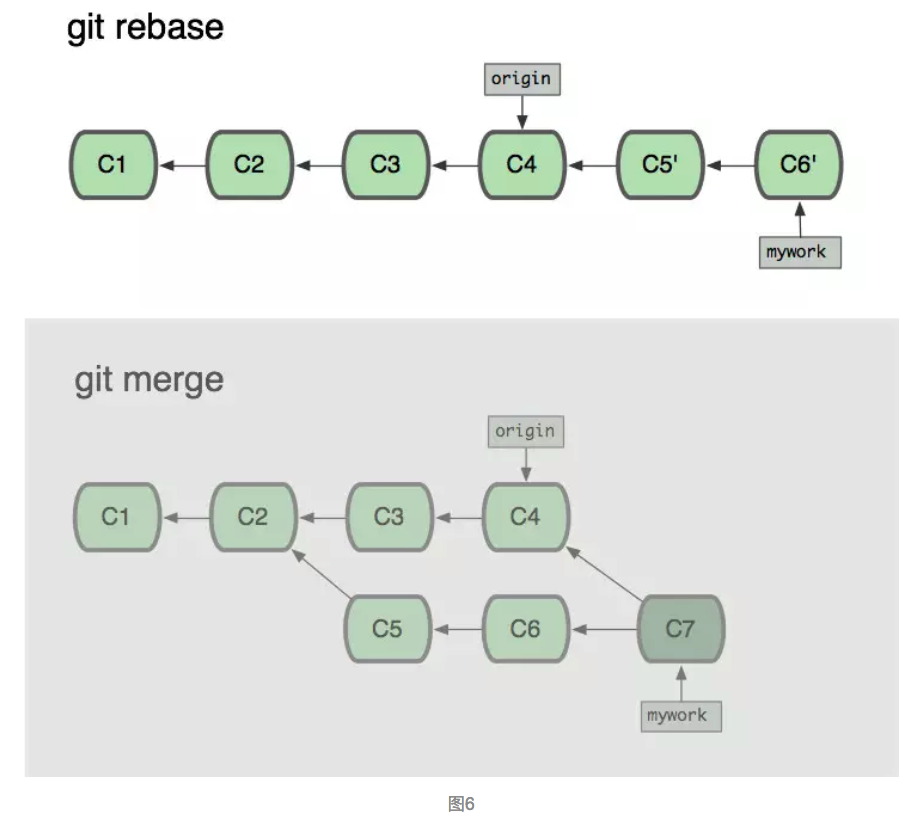 git rebase
origin
C1 C2 C3 C4 C5' C6'
mywork
git merge
origin
C1 C2 C3 C4
C5 C6 C7
mywork
图6